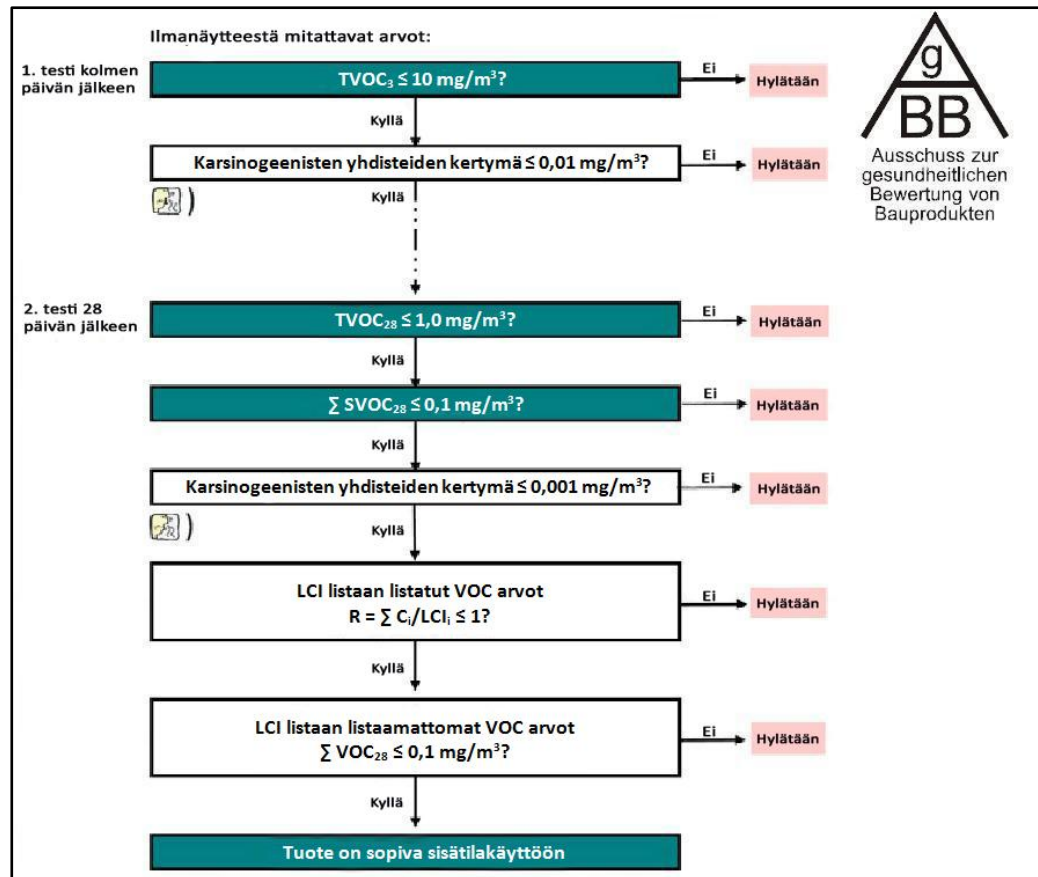 Ilmanäytteestä mitattavat arvot:
1. testi kolmen
päivän jälkeen
TVOC₃ ≤ 10 mg/m³?
Ei
Hylätään
Kyllä
Karsinogeenisten yhdisteiden kertymä ≤ 0,01 mg/m³?
Ei
Hylätään
)
Kyllä
g
BB
Ausschuss zur
gesundheitlichen
Bewertung von
Bauprodukten
2. testi 28
päivän jälkeen
TVOC₂₈ ≤ 1,0 mg/m³?
Ei
Hylätään
Kyllä
∑ SVOC₂₈ ≤ 0,1 mg/m³?
Ei
Hylätään
Kyllä
Karsinogeenisten yhdisteiden kertymä ≤ 0,001 mg/m³?
Ei
Hylätään
)
Kyllä
LCI listaan listatut VOC arvot
R = ∑ Cᵢ/LCIᵢ ≤ 1?
Ei
Hylätään
Kyllä
LCI listaan listaamattomat VOC arvot
∑ VOC₂₈ ≤ 0,1 mg/m³?
Ei
Hylätään
Kyllä
Tuote on sopiva sisätilakäyttöön